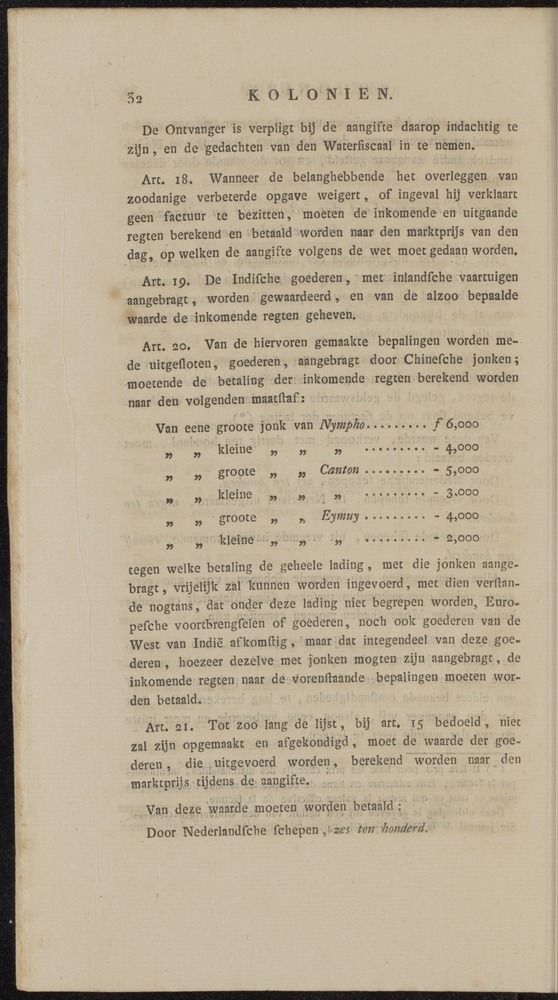 32 KOLONIEN.
De Ontvanger is verpligt bij de aangifte daarop indachtig te
zijn, en de gedachten van den Waterfiscaal in te nemen.
Art. 18. Wanneer de belanghebbende het overleggen van
zoodanige verbeterde opgave weigert, of ingeval hij verklaart
geen factuur te bezitten, moeten de inkomende en uitgaande
regten berekend en betaald worden naar den marktprijs van den
dag, op welken de aangifte volgens de wet moet gedaan worden.
Art. 19. De Indiſche goederen, met inlandſche vaartuigen
aangebragt, worden gewaardeerd, en van de alzoo bepaalde
waarde de inkomende regten geheven.
Art. 20. Van de hiervoren gemaakte bepalingen worden me-
de uitgeſloten, goederen, aangebragt door Chineſche jonken;
moetende de betaling der inkomende regten berekend worden
naar den volgenden maatſtaf:
Van eene groote jonk van Nympho......... f 6,000
„ „ kleine „ „ „ ......... - 4,000
„ „ groote „ „ Canton ......... - 5,000
„ „ kleine „ „ „ ......... - 3,000
„ „ groote „ „ Eymuy ......... - 4,000
„ „ kleine „ „ „ ......... - 2,000
tegen welke betaling de geheele lading, met die jonken aange-
bragt, vrijelijk zal kunnen worden ingevoerd, met dien verſtan-
de nogtans, dat onder deze lading niet begrepen worden, Euro-
peſche voortbrengſelen of goederen, noch ook goederen van de
West van Indië afkomſtig, maar dat integendeel van deze goe-
deren, hoezeer dezelve met jonken mogten zijn aangebragt, de
inkomende regten naar de vorenſtaande bepalingen moeten wor-
den betaald.
Art. 21. Tot zoo lang de lijst, bij art. 15 bedoeld, niet
zal zijn opgemaakt en afgekondigd, moet de waarde der goe-
deren, die uitgevoerd worden, berekend worden naar den
marktprijs tijdens de aangifte.
Van deze waarde moeten worden betaald:
Door Nederlandſche ſchepen, zes ten honderd.